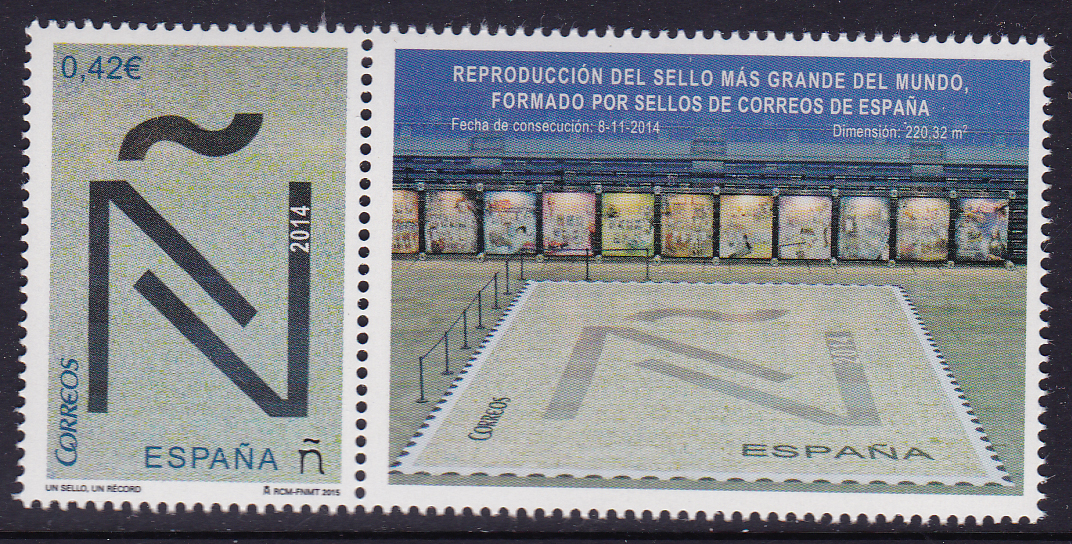 0,42€
Ñ
2014
CORREOS
ESPAÑA ñ
UN SELLO, UN RÉCORD
RCM-FNMT 2015
REPRODUCCIÓN DEL SELLO MÁS GRANDE DEL MUNDO,
FORMADO POR SELLOS DE CORREOS DE ESPAÑA
Fecha de consecución: 8-11-2014 Dimensión: 220,32 m²
Ñ
2014
CORREOS
ESPAÑA